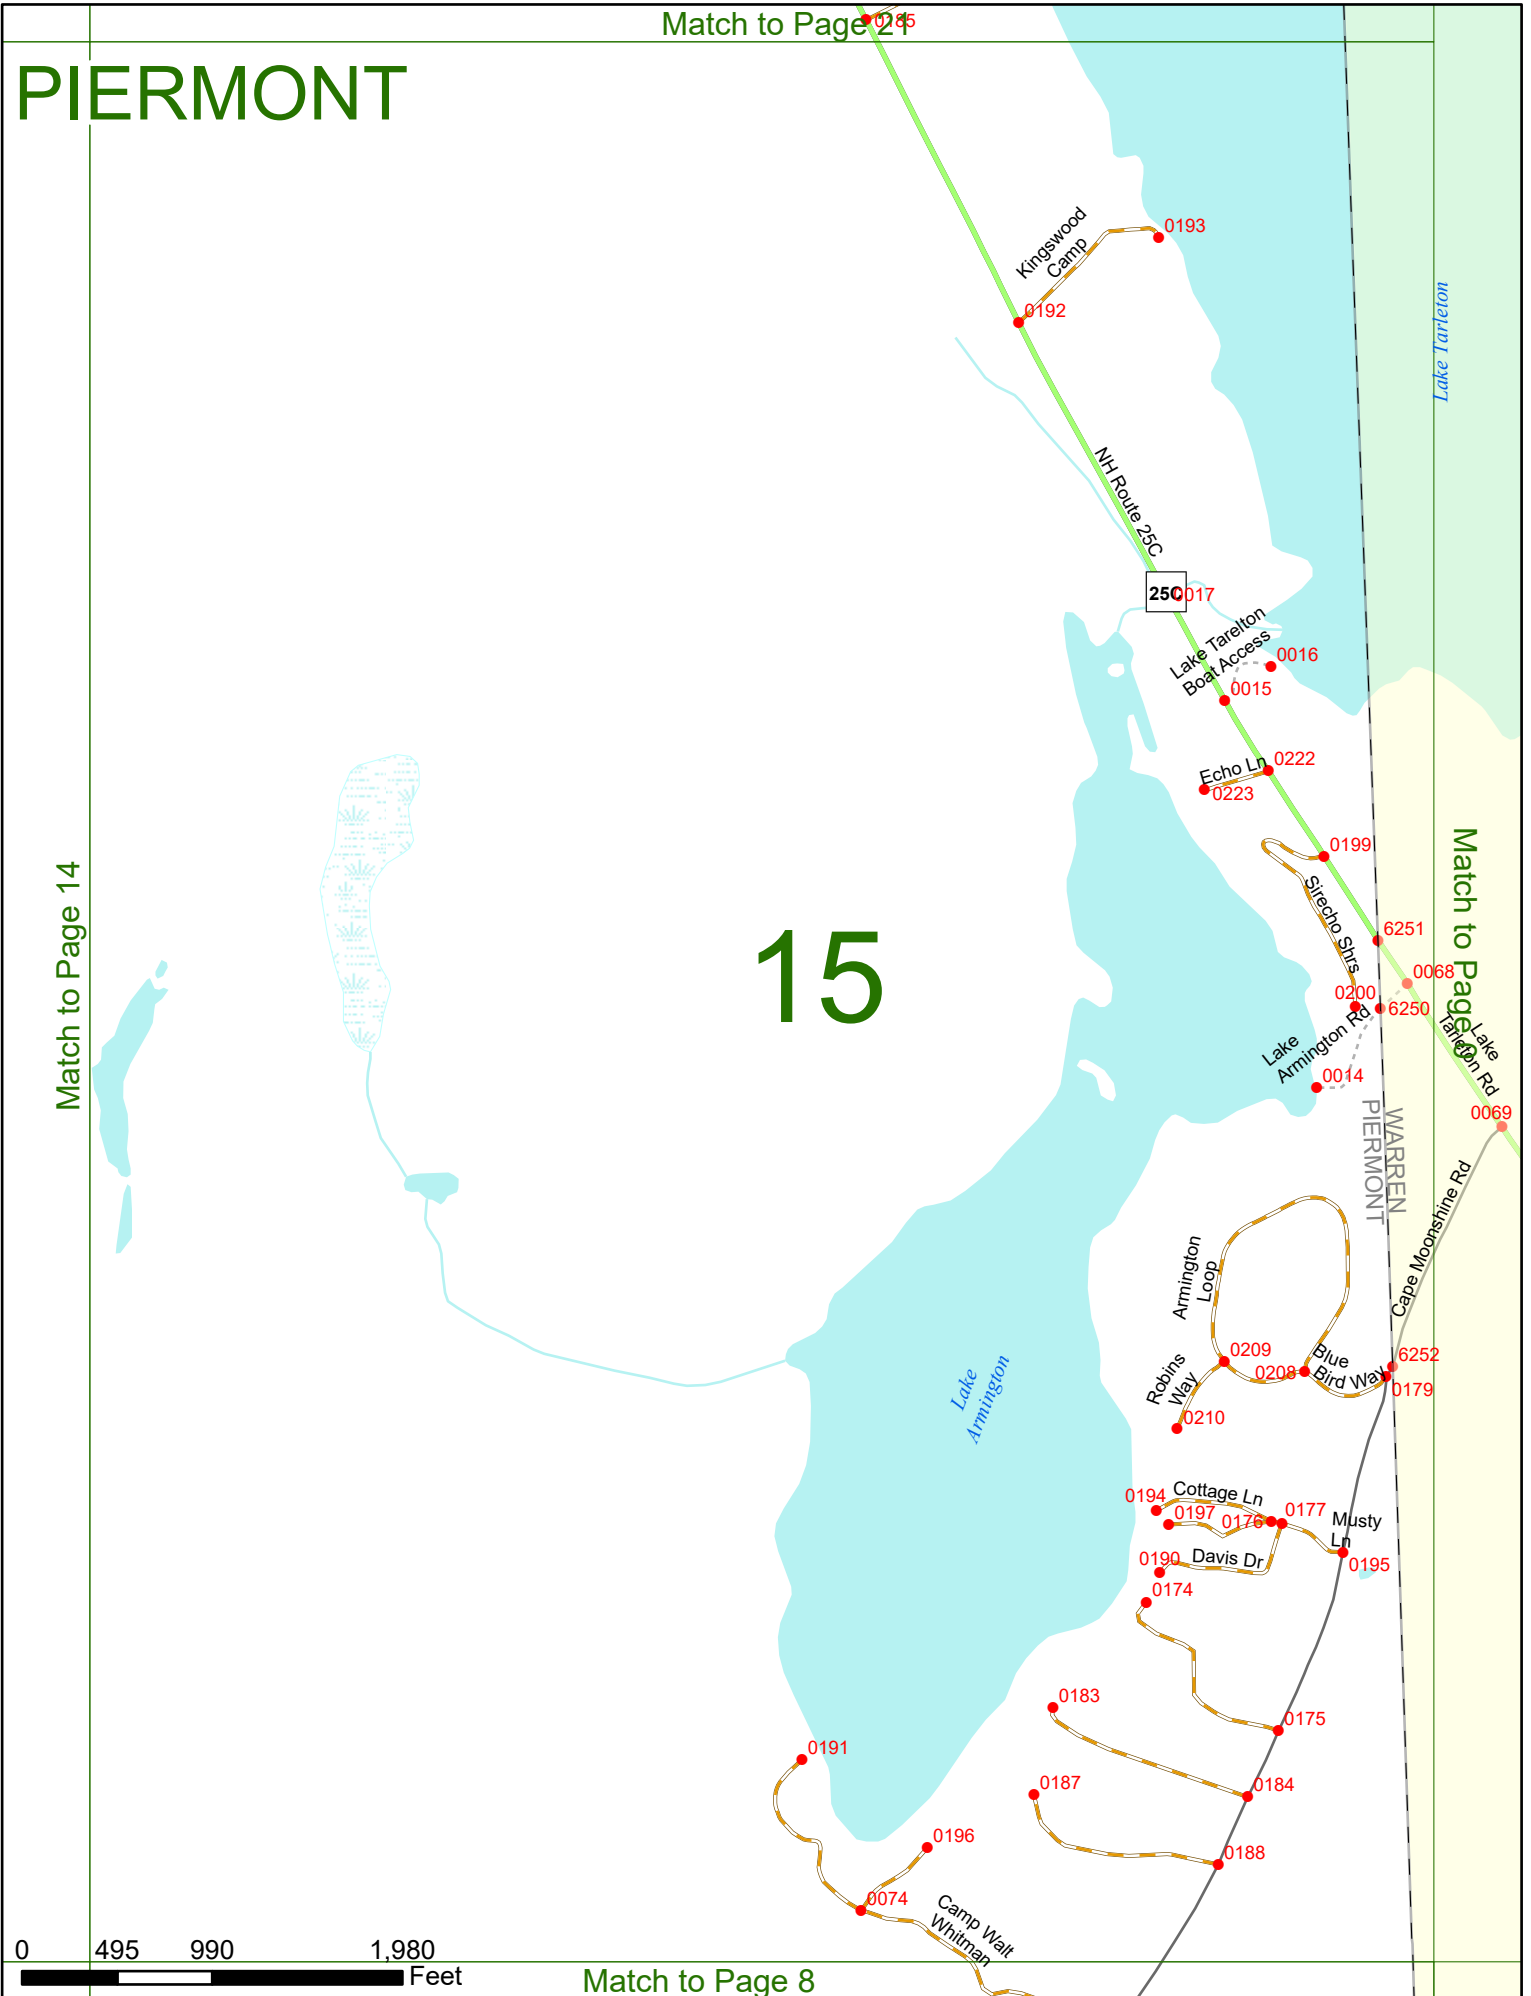 Match to Page 21
0185
PIERMONT
Kingswood
Camp
0193
0192
Lake Tarleton
NH Route 25C
25C
0017
Lake Tarelton
Boat Access
0016
0015
Echo Ln
0222
0223
0199
Sirecho Shrs
Match to Page 14
15
6251
0068
Match to Page 9
0200
6250
Lake
Armington Rd
Lake
Tarleton Rd
0014
0069
WARREN
PIERMONT
Cape Moonshine Rd
Armington
Loop
0209
Blue
Bird Way
0208
6252
0179
Robins
Way
0210
Lake
Armington
Cottage Ln
0194
0197
0176
0177
Musty
Ln
0195
Davis Dr
0190
0174
0183
0175
0191
0187
0184
0196
0188
0074
Camp Walt
Whitman
0 495 990 1,980
Feet
Match to Page 8